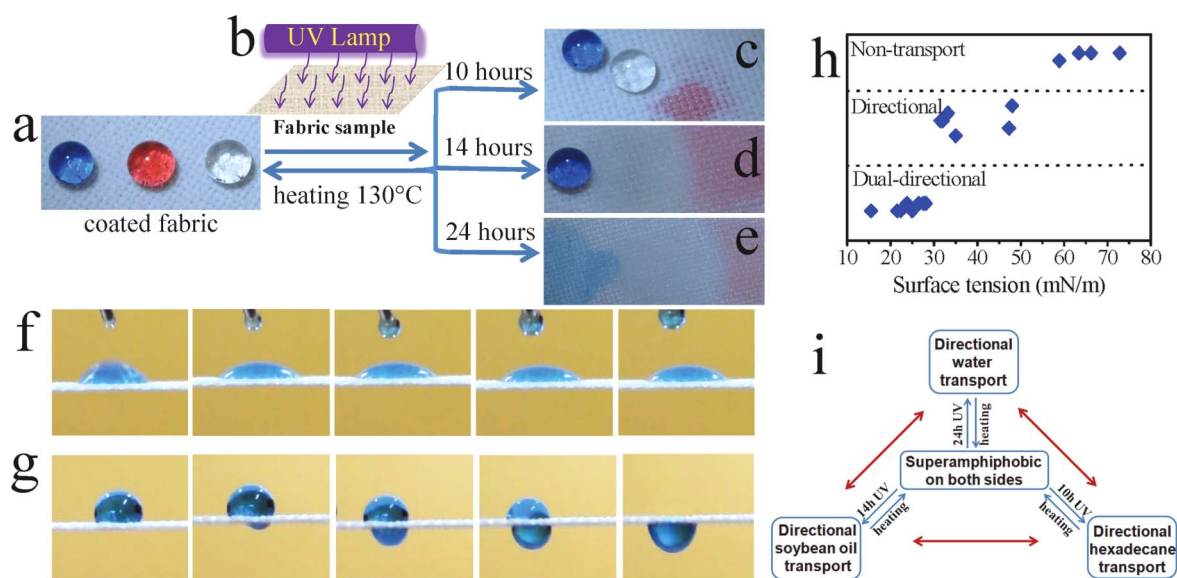 a
coated fabric
b
UV Lamp
Fabric sample
heating 130°C
10 hours
14 hours
24 hours
c
d
e
f
g
h
Non-transport
Directional
Dual-directional
10 20 30 40 50 60 70 80
Surface tension (mN/m)
i
Directional
water
transport
24h UV
heating
Superamphiphobic
on both sides
14h UV
heating
10h UV
heating
Directional
soybean oil
transport
Directional
hexadecane
transport